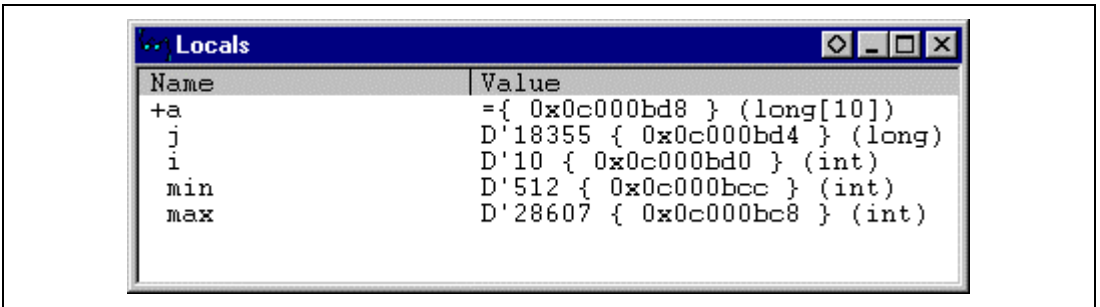 Locals
Name Value
+a ={ 0x0c000bd8 } (long[10])
j D'18355 { 0x0c000bd4 } (long)
i D'10 { 0x0c000bd0 } (int)
min D'512 { 0x0c000bcc } (int)
max D'28607 { 0x0c000bc8 } (int)